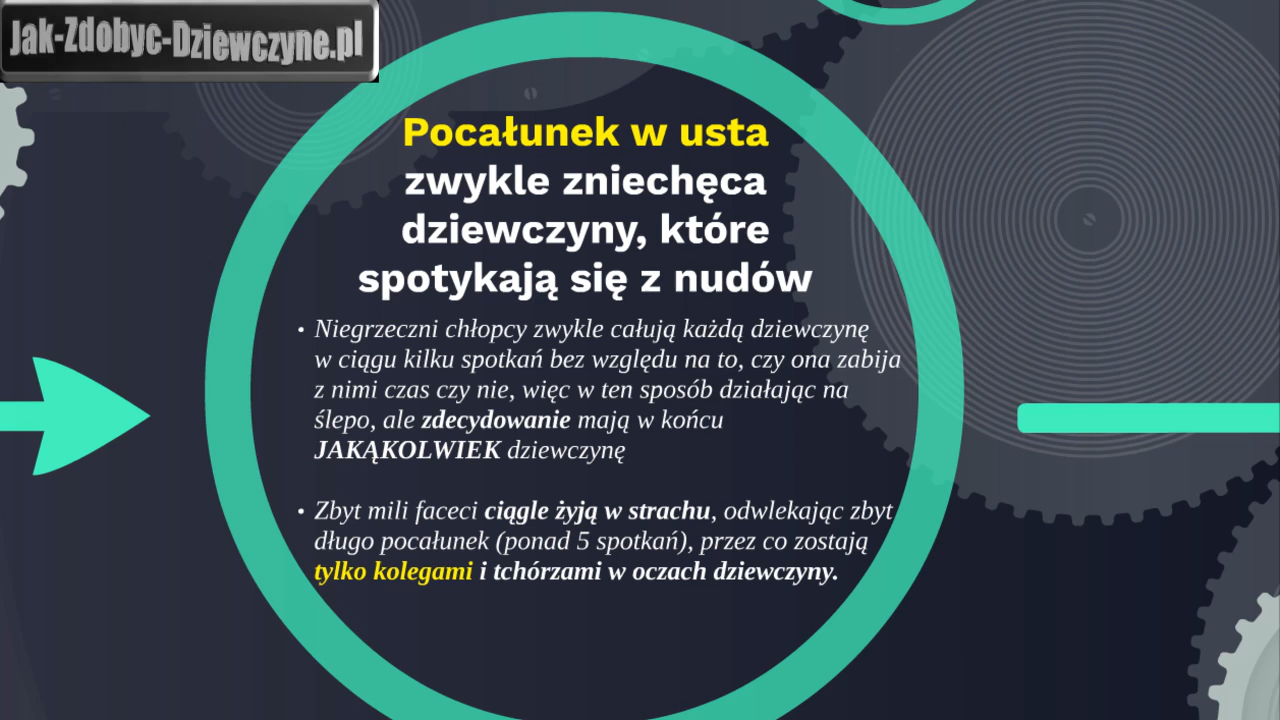 Jak-Zdobyc-Dziewczyne.pl
Pocałunek w usta
zwykle zniechęca
dziewczyny, które
spotykają się z nudów
• Niegrzeczni chłopcy zwykle całują każdą dziewczynę
w ciągu kilku spotkań bez względu na to, czy ona zabija
z nimi czas czy nie, więc w ten sposób działając na
ślepo, ale zdecydowanie mają w końcu
JAKĄKOLWIEK dziewczynę
• Zbyt mili faceci ciągle żyją w strachu, odwlekając zbyt
długo pocałunek (ponad 5 spotkań), przez co zostają
tylko kolegami i tchórzami w oczach dziewczyny.